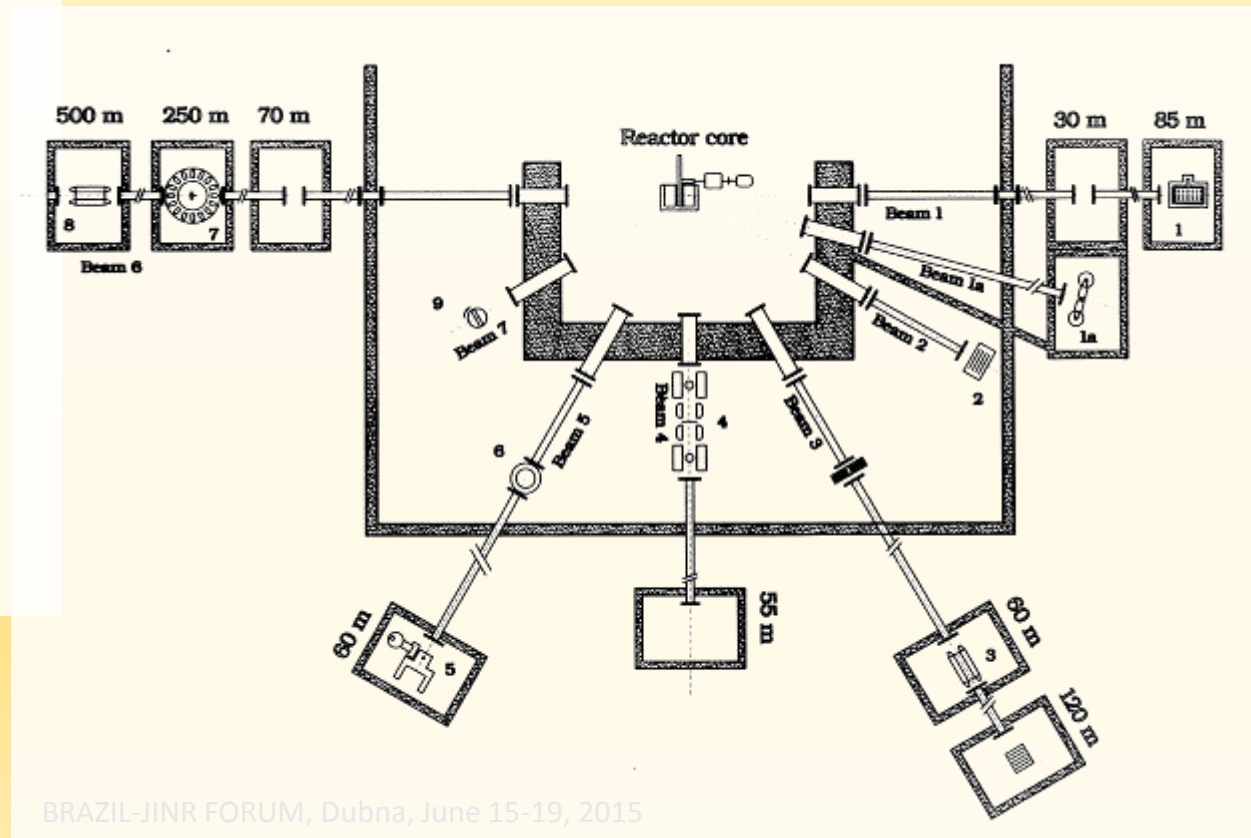 500 m
250 m
70 m
Reactor core
30 m
85 m
8
7
Beam 6
Beam 1
1
Beam 1a
1a
9
Beam 7
Beam 2
2
Beam 5
6
Beam 4
4
Beam 3
60 m
5
55 m
60 m
3
120 m
BRAZIL-JINR FORUM, Dubna, June 15-19, 2015